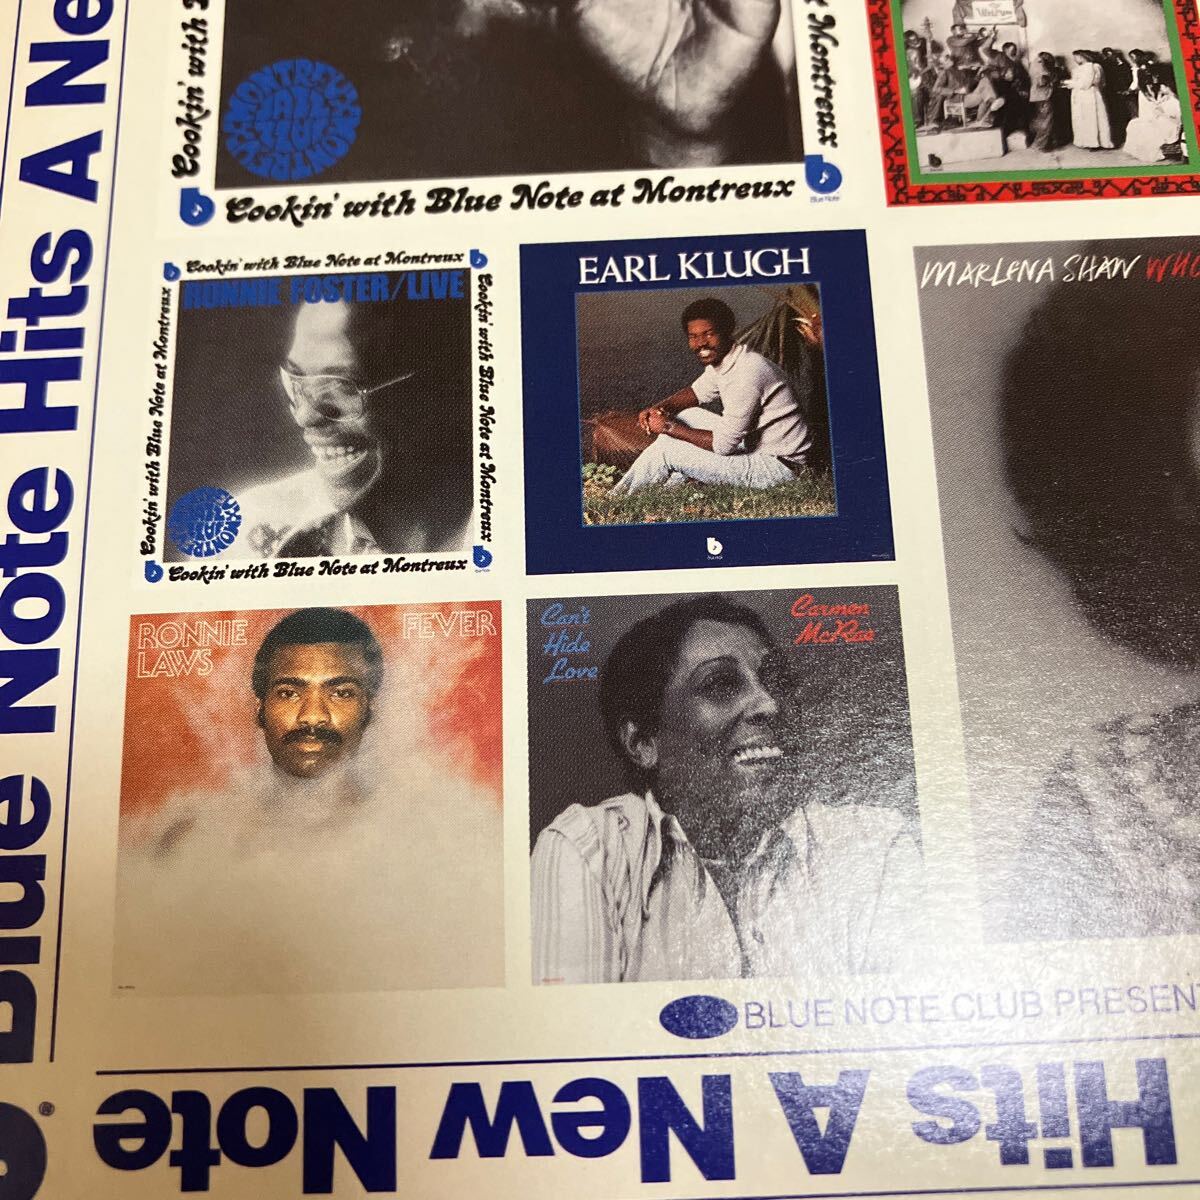 Cookin' with
Montreux
MONTREUX
JAZZ
Cookin' with Blue Note at Montreux
Blue Note
Cookin' with Blue Note at Montreux
RONNIE FOSTER/LIVE
Cookin' with Blue Note at Montreux
Cookin' with Blue Note at Montreux
MONTREUX
Cookin' with Blue Note at Montreux
EARL KLUGH
MARLENA SHAW
RONNIE
LAWS
FEVER
Can't
Hide
Love
Carmen
McRae
BLUE NOTE CLUB PRESENT
Blue Note Hits A Ne
Hits A New Note
®